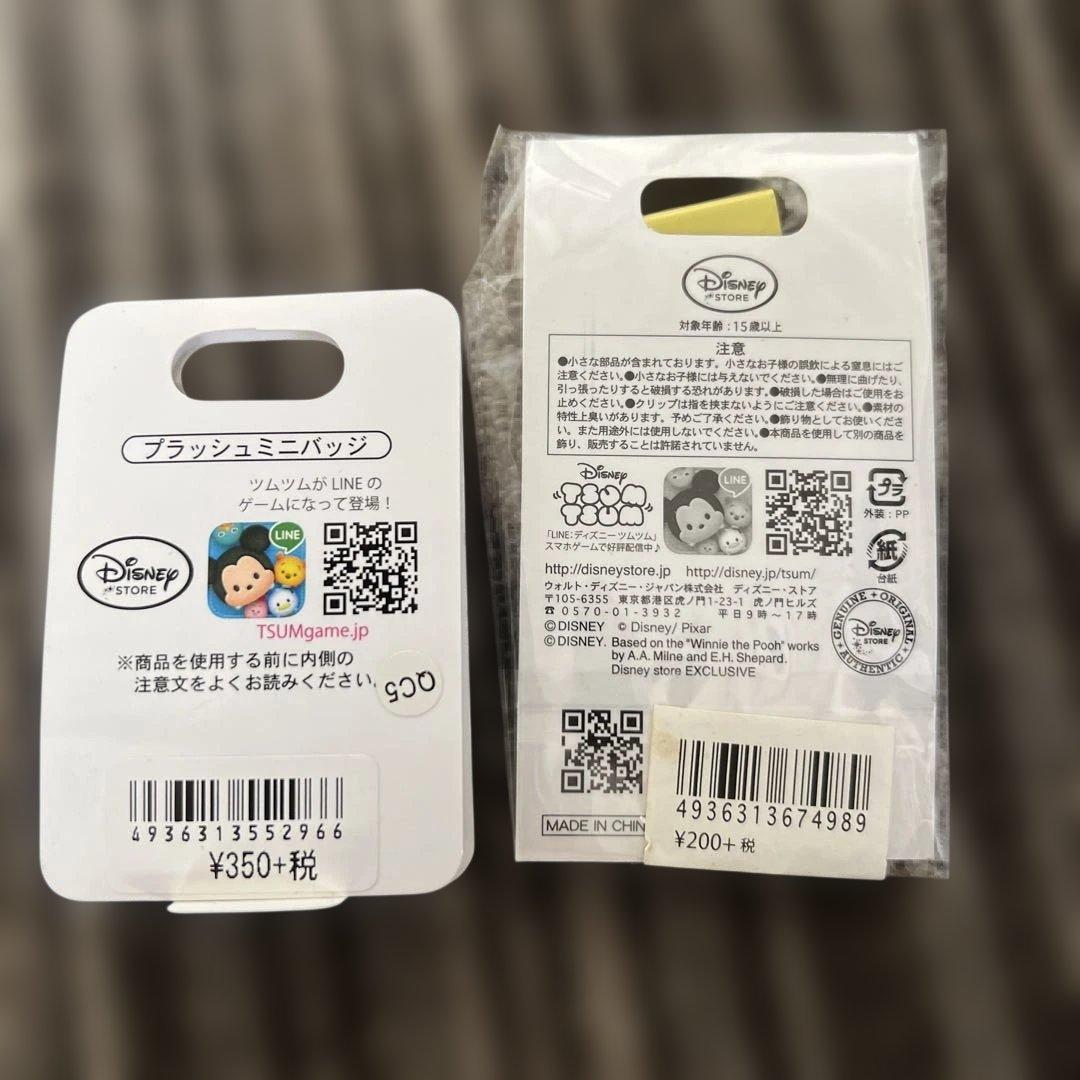 プラッシュミニバッジ
ツムツムが LINE の
ゲームになって登場！
LINE
Disney
STORE
TSUMgame.jp
※商品を使用する前に内側の
注意文をよくお読みください。
QC5
4936313552966
¥350+税
Disney
STORE
対象年齢：15歳以上
注意
●小さな部品が含まれております。小さなお子様の誤飲による窒息にはご
注意ください。●小さなお子様には与えないでください。●無理に曲げたり、
引っ張ったりすると破損する恐れがあります。●破損した場合はご使用をお
止めください。●クリップは指を挟まないようにご注意ください。●素材の
特性上臭いがあります。予めご了承ください。●飾り物としてお使いくださ
い。また用途外には使用しないでください。●本商品を使用して別の商品を
飾り、販売することは許諾されていません。
Disney
TSUM
TSUM
LINE
プラ
外装：PP
「LINE：ディズニー ツムツム」
スマホゲームで好評配信中♪
紙
台紙
http://disneystore.jp http://disney.jp/tsum/
ウォルト・ディズニー・ジャパン株式会社 ディズニー・ストア
〒105-6355 東京都港区虎ノ門1-23-1 虎ノ門ヒルズ
☎ 0570-01-3932 平日9時～17時
©DISNEY © Disney/ Pixar
©DISNEY. Based on the "Winnie the Pooh" works
by A.A. Milne and E.H. Shepard.
Disney store EXCLUSIVE
GENUINE ORIGINAL
Disney
STORE
AUTHENTIC
MADE IN CHIN
4936313674989
¥200+ 税